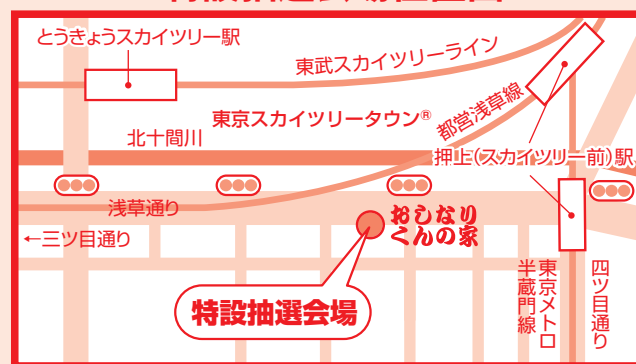 とうきょうスカイツリー駅
東武スカイツリーライン
東京スカイツリータウン®
都営浅草線
北十間川
押上(スカイツリー前)駅
浅草通り
←三ツ目通り
おしなり
くんの家
特設抽選会場
東京メトロ
半蔵門線
四ツ目通り